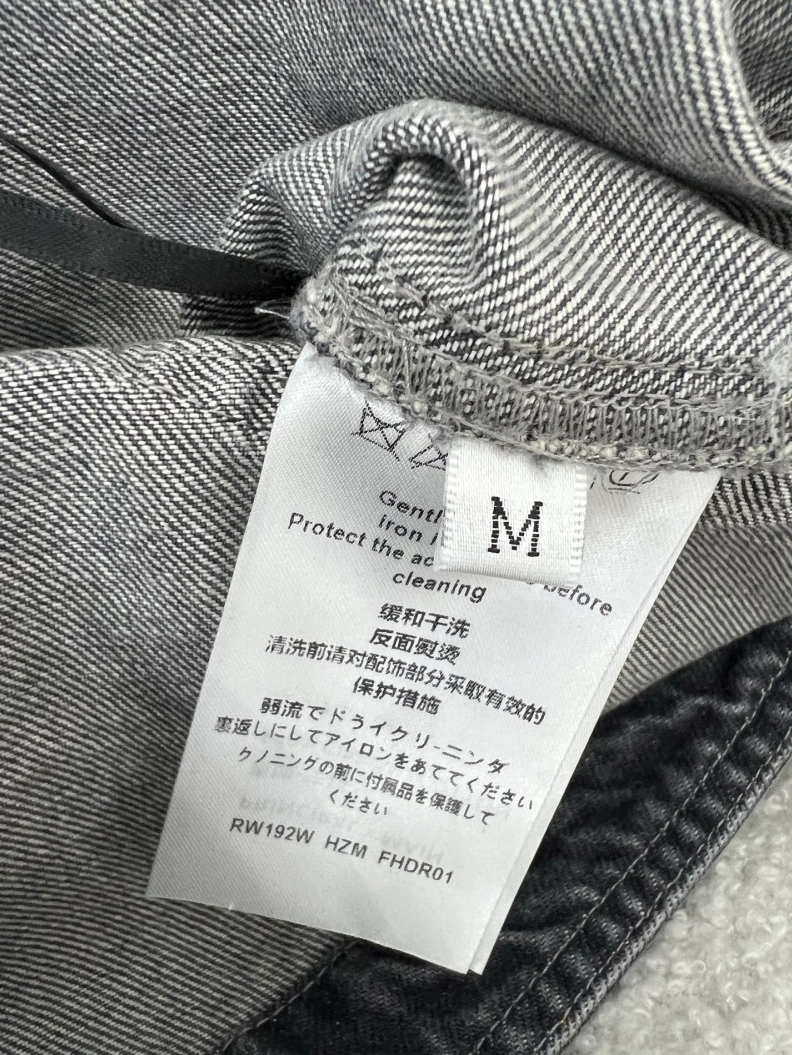 M
iron
Protect the
before
cleaning
缓和干洗
反面熨烫
清洗前请对配饰部分采取有效的
保护措施
弱流でドライクリーニンダ
裏返しにしてアイロンをあててください
クノニングの前に付属品を保護して
ください
RW192W HZM FHDR01